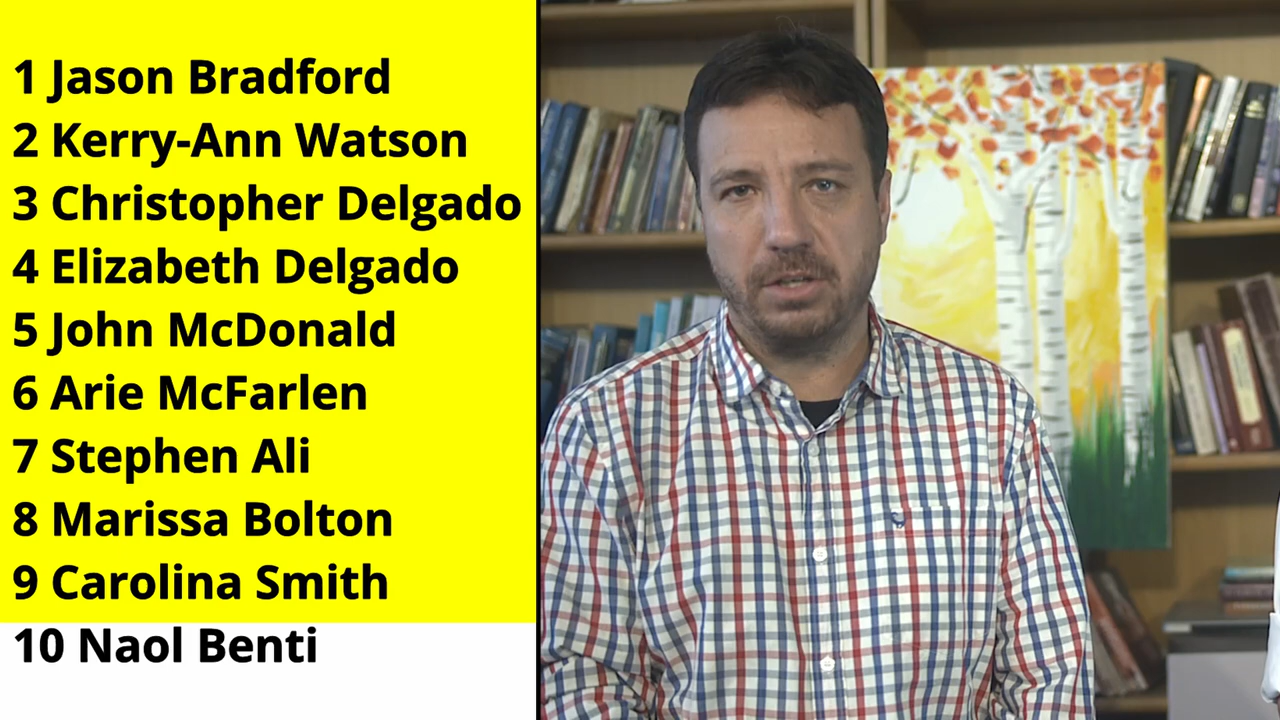 1 Jason Bradford
2 Kerry-Ann Watson
3 Christopher Delgado
4 Elizabeth Delgado
5 John McDonald
6 Arie McFarlen
7 Stephen Ali
8 Marissa Bolton
9 Carolina Smith
10 Naol Benti